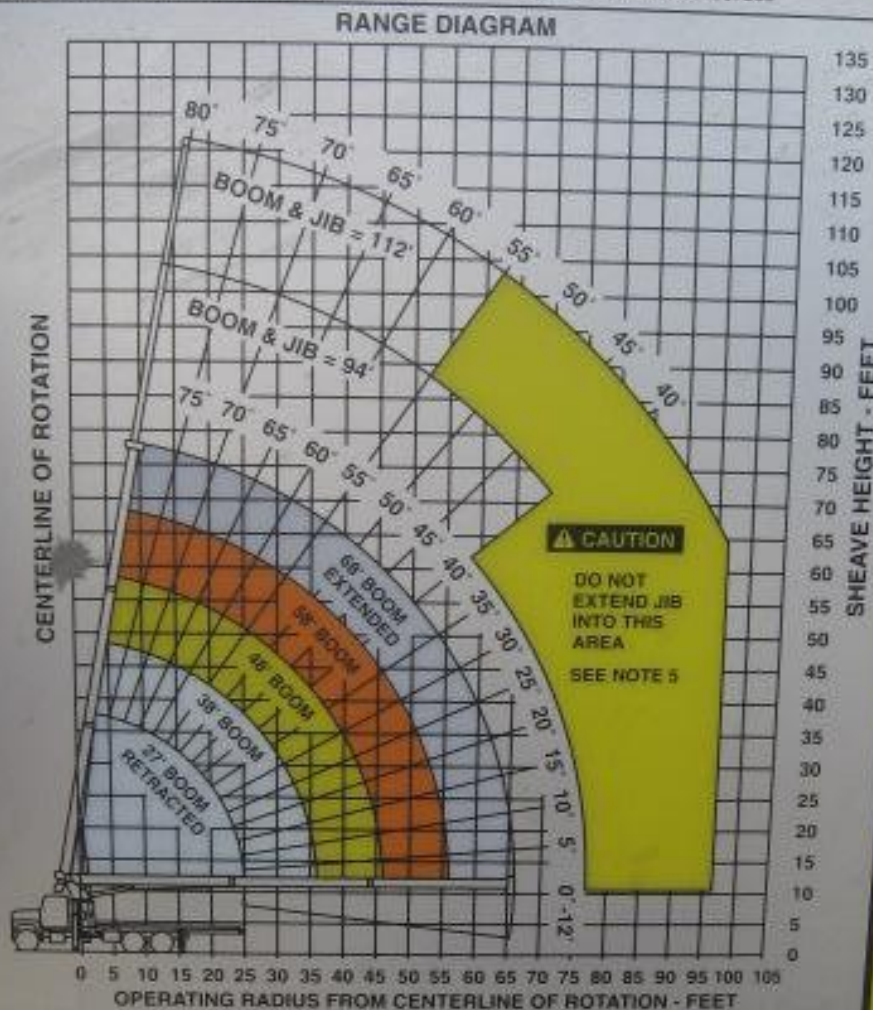 RANGE DIAGRAM
80° 75° 70° 65° 60° 55° 50° 45° 40°
BOOM & JIB = 112'
BOOM & JIB = 94'
75° 70° 65° 60° 55° 50° 45° 40° 35° 30° 25° 20° 15° 10° 5° 0° -12°
68' BOOM
EXTENDED
58' BOOM
48' BOOM
38' BOOM
27' BOOM
RETRACTED
CAUTION
DO NOT
EXTEND JIB
INTO THIS
AREA
SEE NOTE 5
CENTERLINE OF ROTATION
135
130
125
120
115
110
105
100
95
90
85
80
75
70
65
60
55
50
45
40
35
30
25
20
15
10
5
0
SHEAVE HEIGHT - FEET
0 5 10 15 20 25 30 35 40 45 50 55 60 65 70 75 80 85 90 95 100 105
OPERATING RADIUS FROM CENTERLINE OF ROTATION - FEET